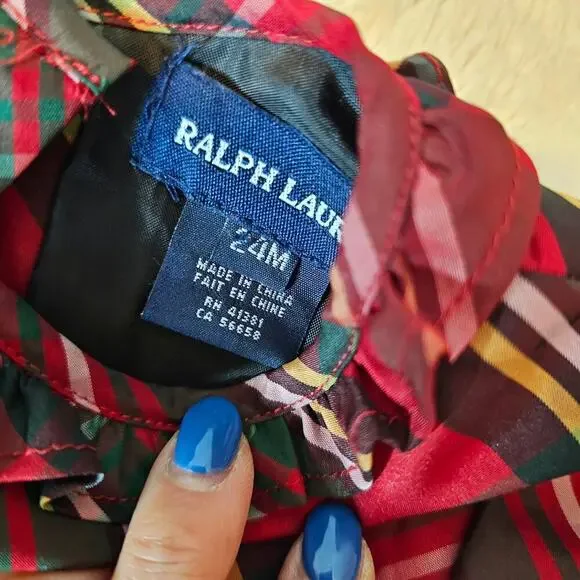 RALPH LAUR
24M
MADE IN CHINA
FAIT EN CHINE
RN 41381
CA 56658